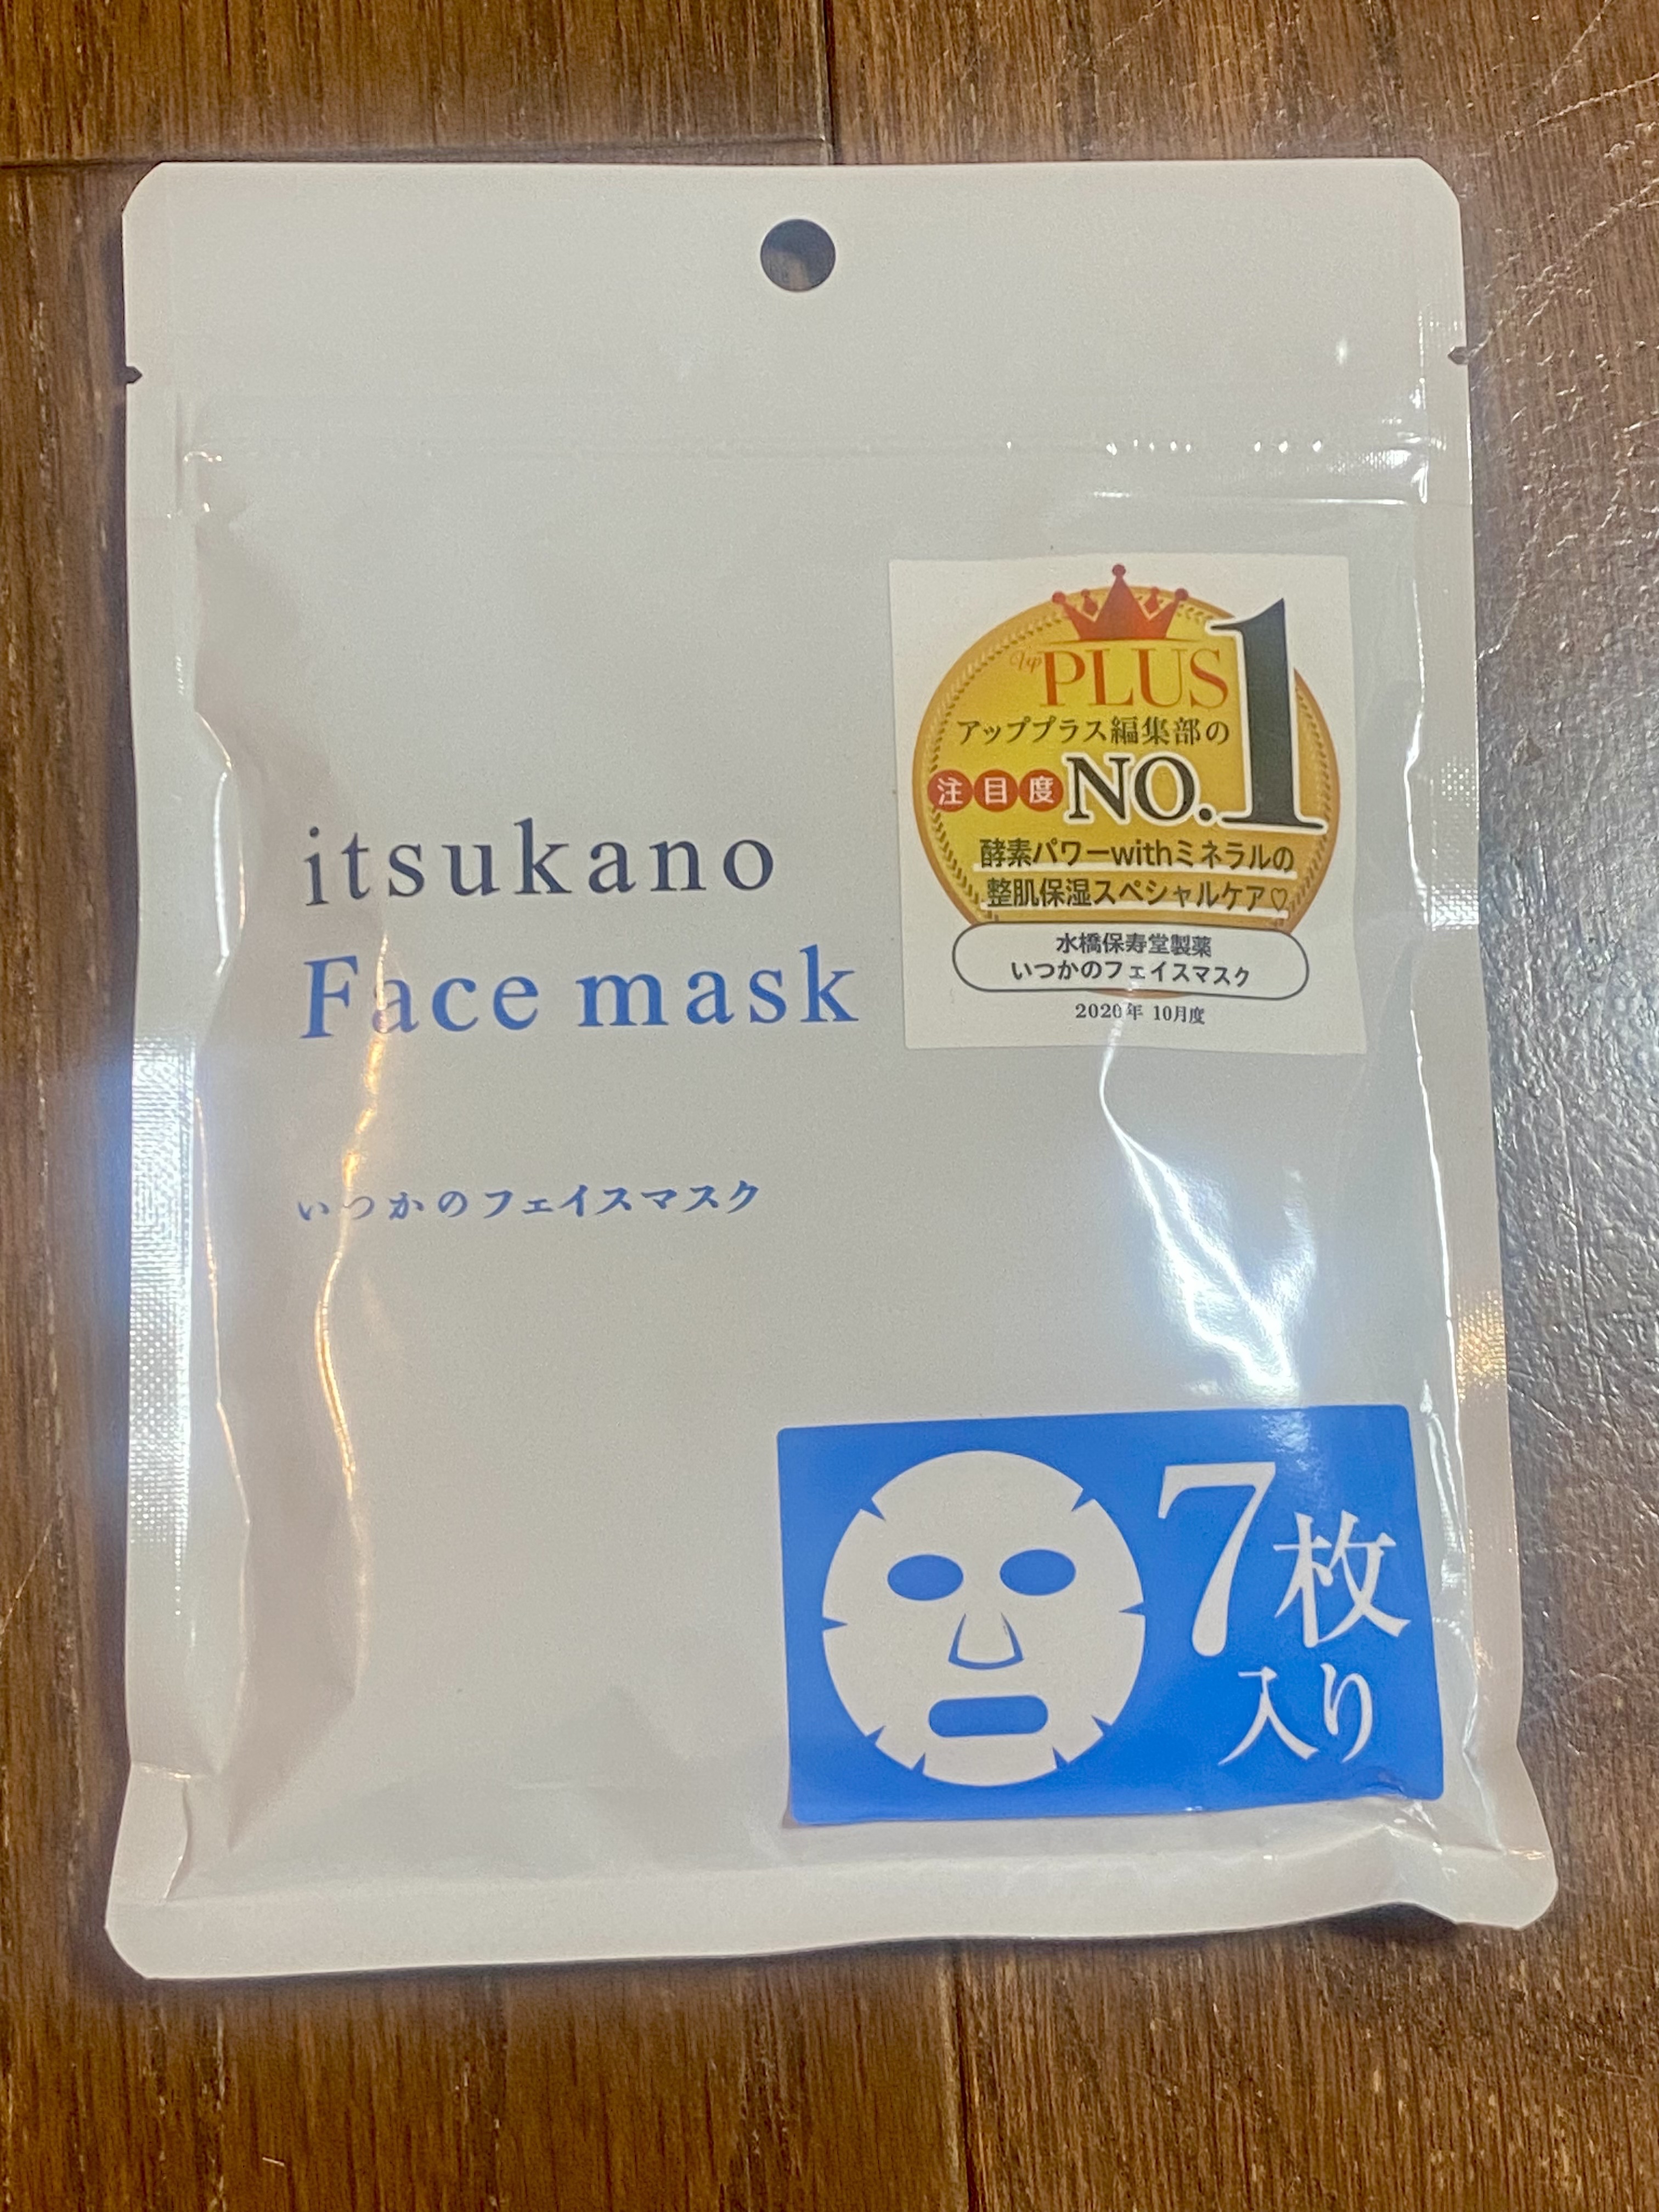 itsukano
Face mask
いつかのフェイスマスク
Up PLUS
アッププラス編集部の
注目度 NO.1
酵素パワーwithミネラルの
整肌保湿スペシャルケア♡
水橋保寿堂製薬
いつかのフェイスマスク
2020年 10月度
7枚
入り